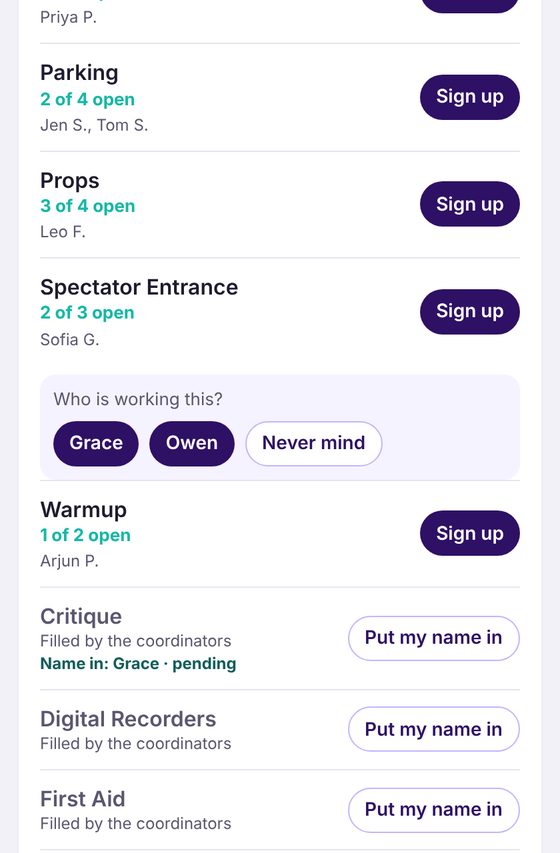 Priya P.
Parking
2 of 4 open
Jen S., Tom S.
Sign up
Props
3 of 4 open
Leo F.
Sign up
Spectator Entrance
2 of 3 open
Sofia G.
Sign up
Who is working this?
Grace
Owen
Never mind
Warmup
1 of 2 open
Arjun P.
Sign up
Critique
Filled by the coordinators
Name in: Grace · pending
Put my name in
Digital Recorders
Filled by the coordinators
Put my name in
First Aid
Filled by the coordinators
Put my name in